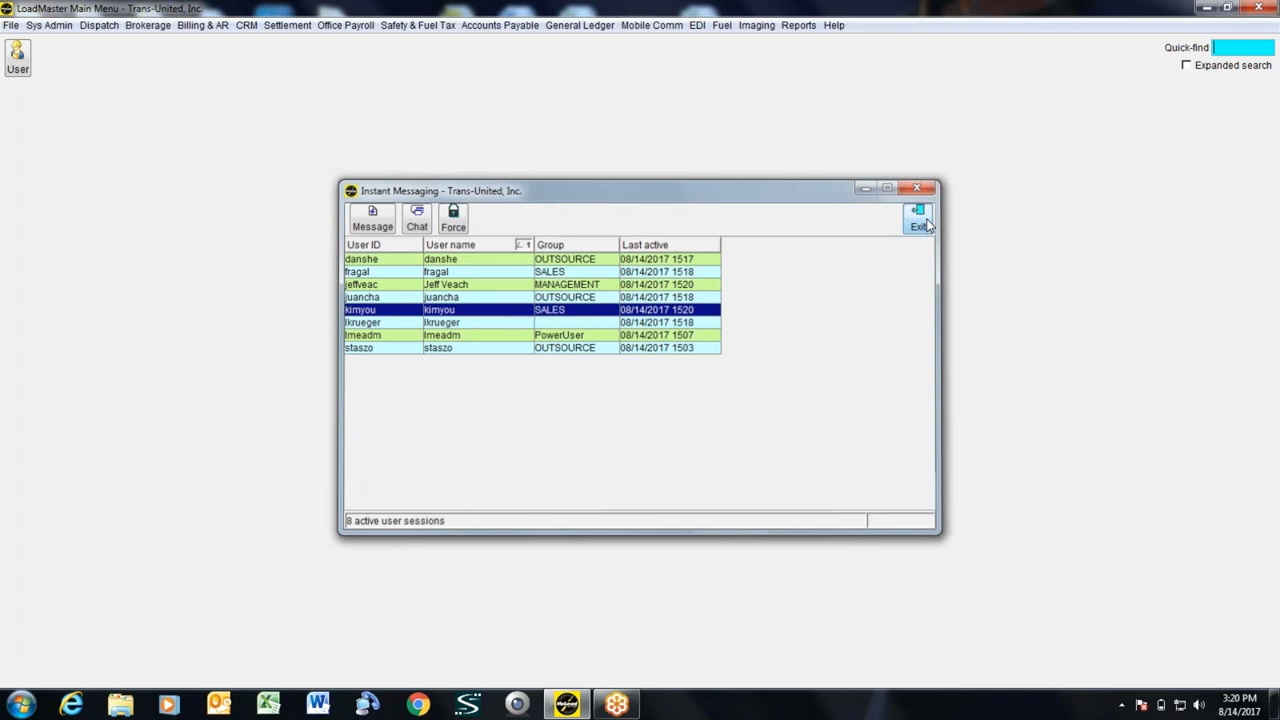 LoadMaster Main Menu - Trans-United, Inc.
File Sys Admin Dispatch Brokerage Billing & AR CRM Settlement Office Payroll Safety & Fuel Tax Accounts Payable General Ledger Mobile Comm EDI Fuel Imaging Reports Help
User
Quick-find
Expanded search
Instant Messaging - Trans-United, Inc.
Message Chat Force Exit
User ID User name 1 Group Last active
danshe danshe OUTSOURCE 08/14/2017 1517
fragal fragal SALES 08/14/2017 1518
jeffveac Jeff Veach MANAGEMENT 08/14/2017 1520
juancha juancha OUTSOURCE 08/14/2017 1518
kimyou kimyou SALES 08/14/2017 1520
lkrueger lkrueger 08/14/2017 1518
lmeadm lmeadm PowerUser 08/14/2017 1507
staszo staszo OUTSOURCE 08/14/2017 1503
8 active user sessions
3:20 PM
8/14/2017